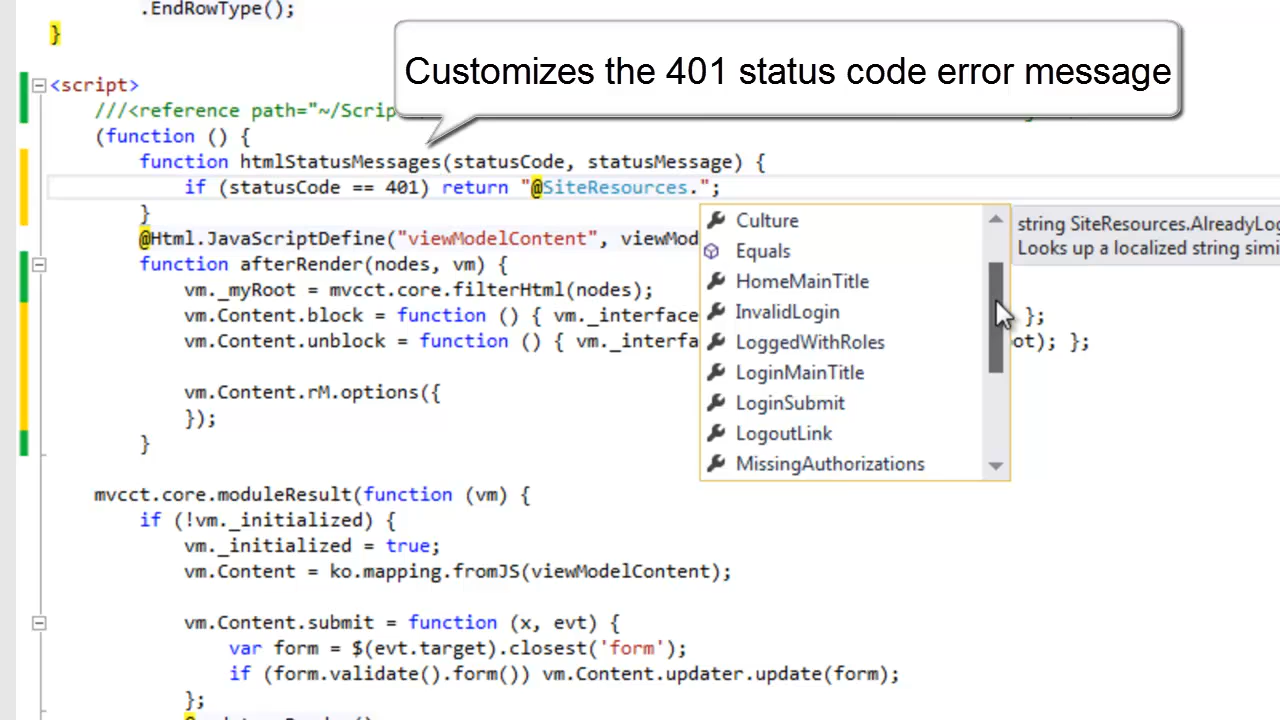 .EndRowType();
}
Customizes the 401 status code error message
<script>
///<reference path="~/Scrip
(function () {
function htmlStatusMessages(statusCode, statusMessage) {
if (statusCode == 401) return "@SiteResources.";
}
@Html.JavaScriptDefine("viewModelContent", viewMod
function afterRender(nodes, vm) {
vm._myRoot = mvcct.core.filterHtml(nodes);
vm.Content.block = function () { vm._interface
};
vm.Content.unblock = function () { vm._interfa
ot); };
Culture
Equals
HomeMainTitle
InvalidLogin
LoggedWithRoles
LoginMainTitle
LoginSubmit
LogoutLink
MissingAuthorizations
string SiteResources.AlreadyLog
Looks up a localized string simi
vm.Content.rM.options({
});
}
mvcct.core.moduleResult(function (vm) {
if (!vm._initialized) {
vm._initialized = true;
vm.Content = ko.mapping.fromJS(viewModelContent);
vm.Content.submit = function (x, evt) {
var form = $(evt.target).closest('form');
if (form.validate().form()) vm.Content.updater.update(form);
};